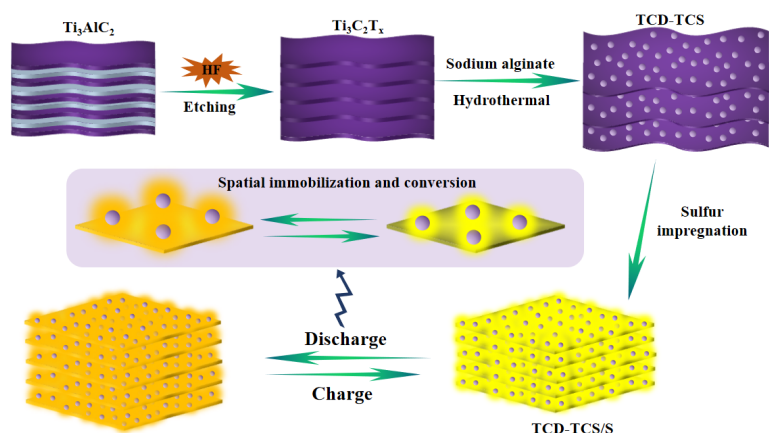 Ti₃AlC₂
HF
Etching
Ti₃C₂Tₓ
Sodium alginate
Hydrothermal
TCD-TCS
Sulfur
impregnation
Spatial immobilization and conversion
Discharge
Charge
TCD-TCS/S